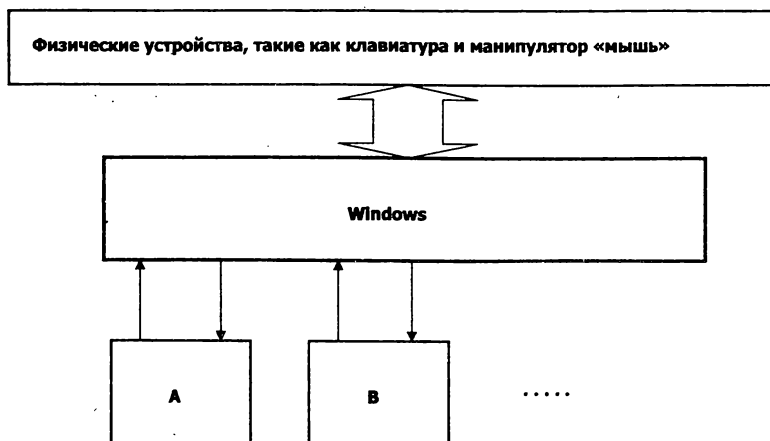 Физические устройства, такие как клавиатура и манипулятор «мышь»
Windows
A
B
.....